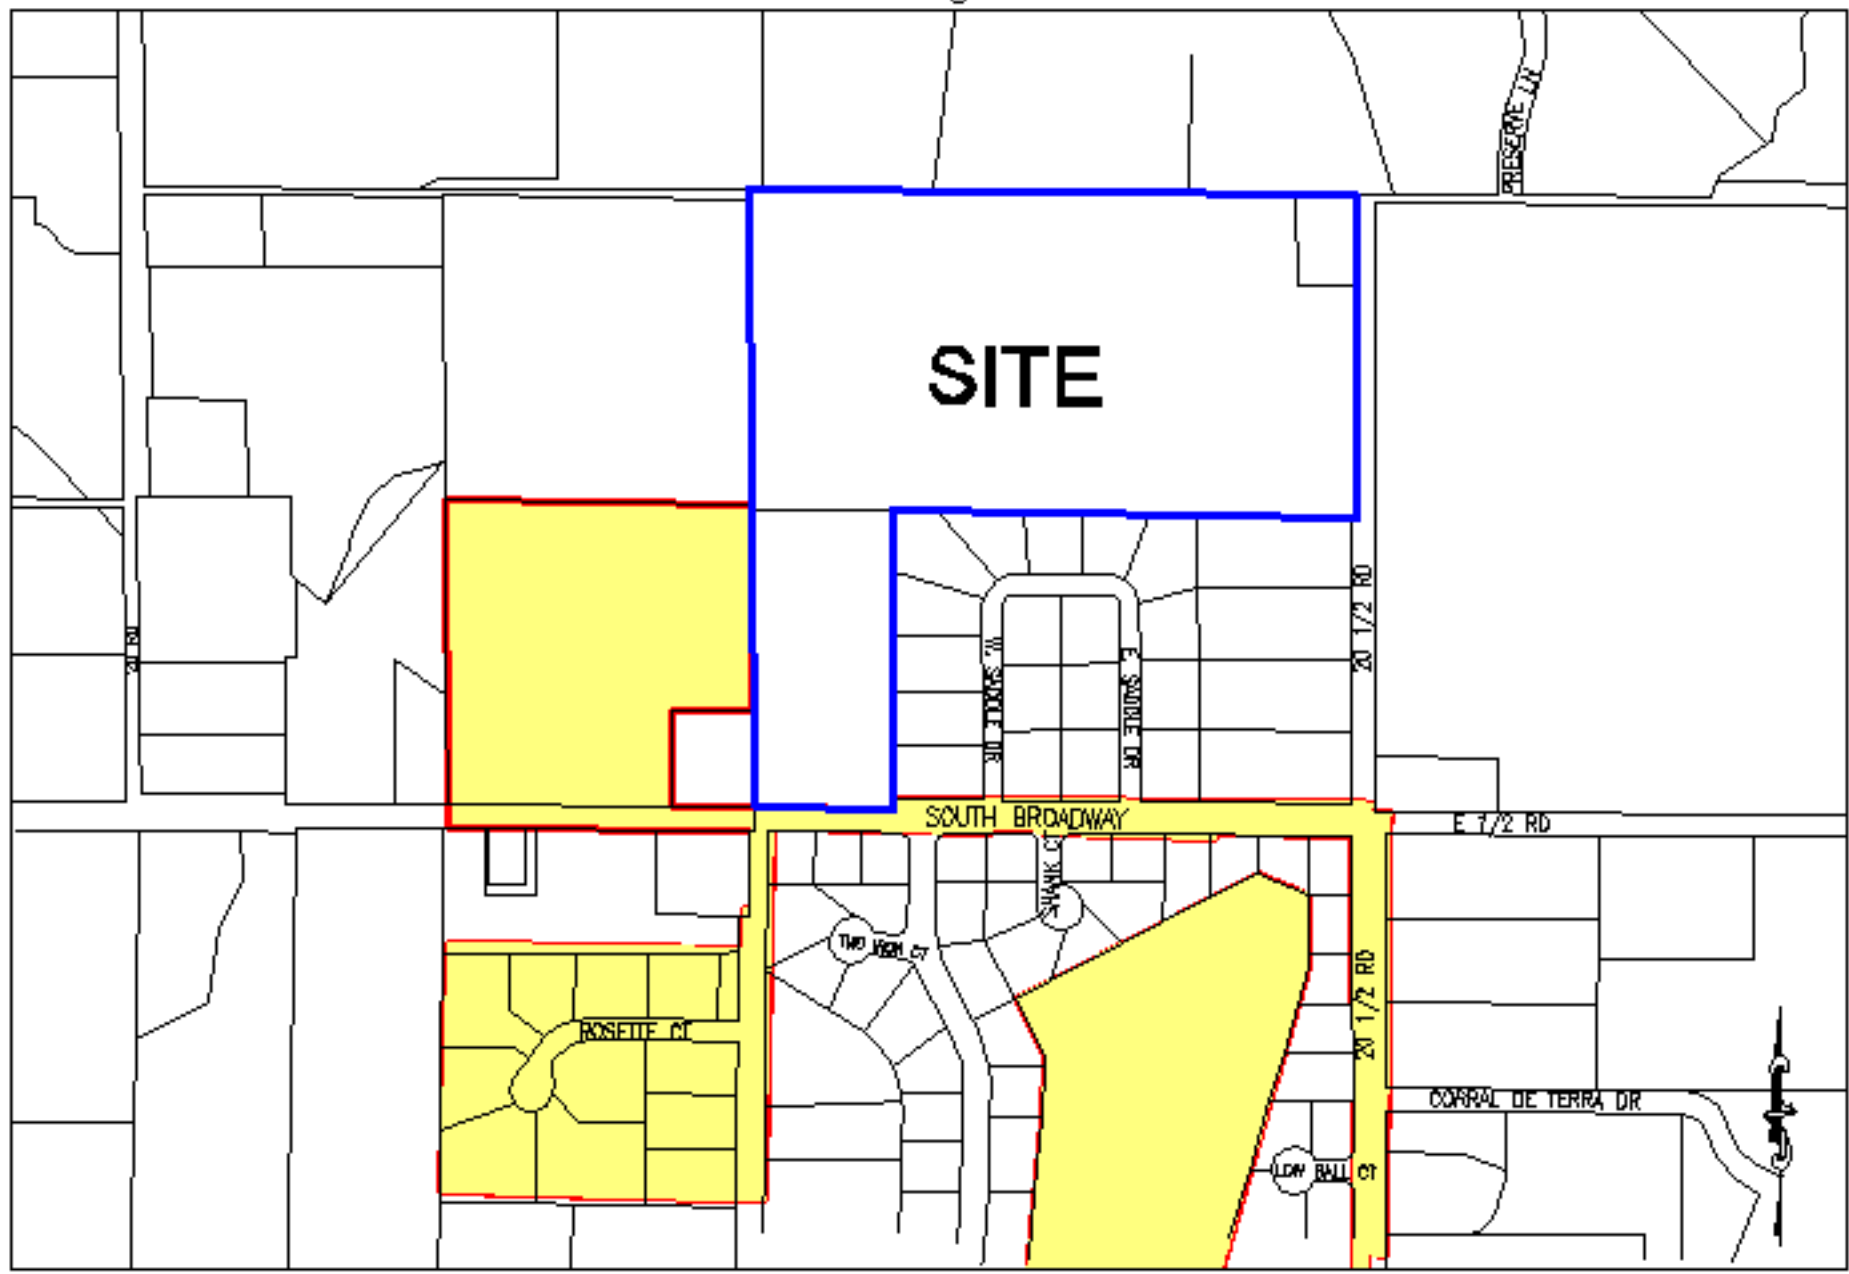 PRESERVE LN
SITE
20 1/2 RD
20 RD
W. SADDLE DR
E. SADDLE DR
SOUTH BROADWAY
E 1/2 RD
SHANK CT
TWO IRON CT
20 1/2 RD
ROSETTE CT
CORRAL DE TERRA DR
LOW BALL CT